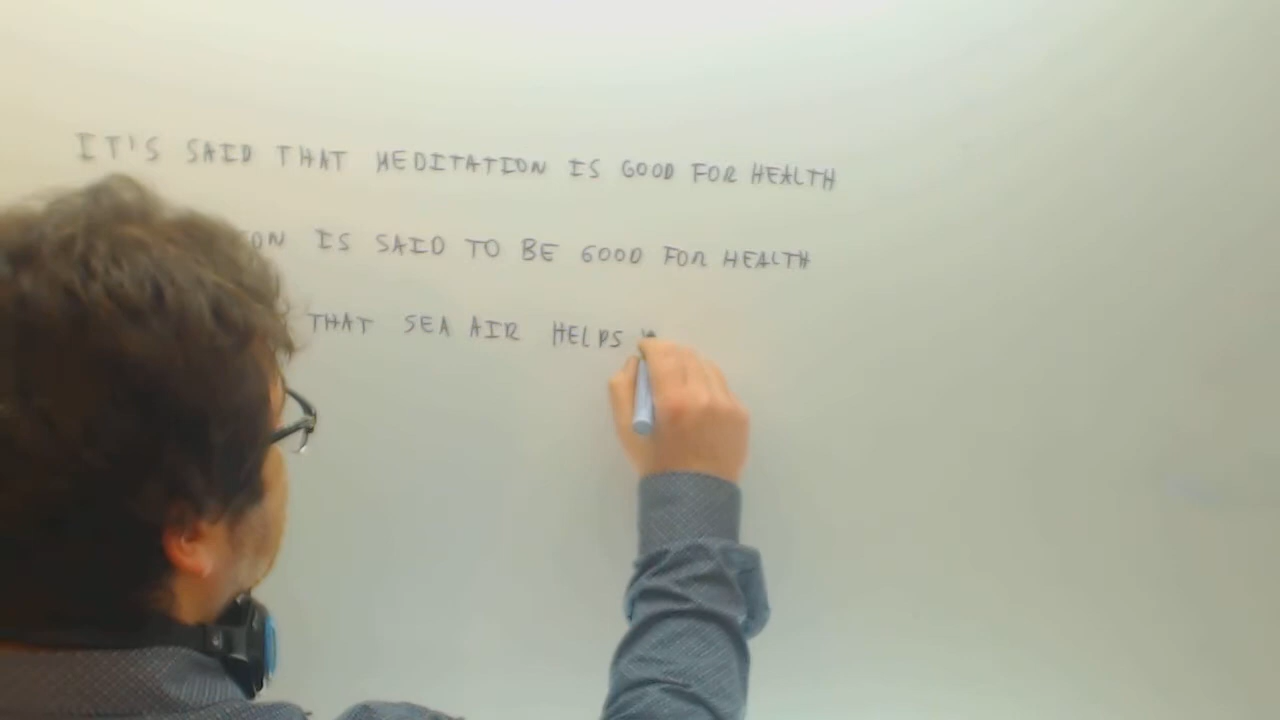 IT'S SAID THAT MEDITATION IS GOOD FOR HEALTH
IS SAID TO BE GOOD FOR HEALTH
THAT SEA AIR HELPS